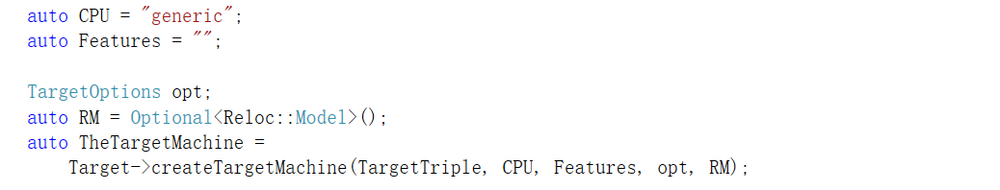 auto CPU = "generic";
auto Features = "";
TargetOptions opt;
auto RM = Optional<Reloc::Model>();
auto TheTargetMachine =
Target->createTargetMachine(TargetTriple, CPU, Features, opt, RM);